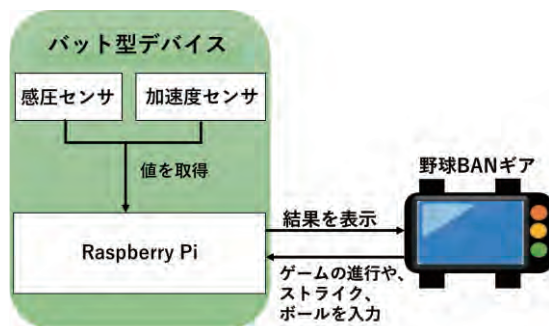 バット型デバイス
感圧センサ
加速度センサ
値を取得
野球BANギア
結果を表示
Raspberry Pi
ゲームの進行や、
ストライク、
ボールを入力